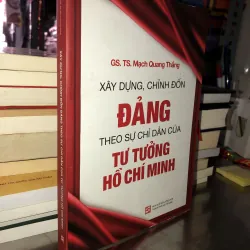 GS. TS. Mạch Quang Thắng
XÂY DỰNG, CHỈNH ĐỐN
ĐẢNG
THEO SỰ CHỈ DẪN CỦA
TƯ TƯỞNG
HỒ CHÍ MINH